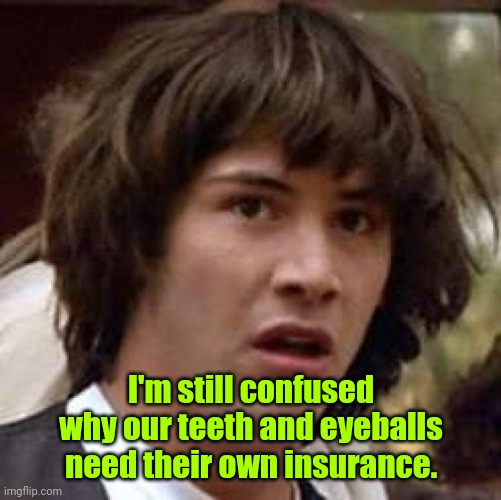 I'm still confused
why our teeth and eyeballs
need their own insurance.
imgflip.com